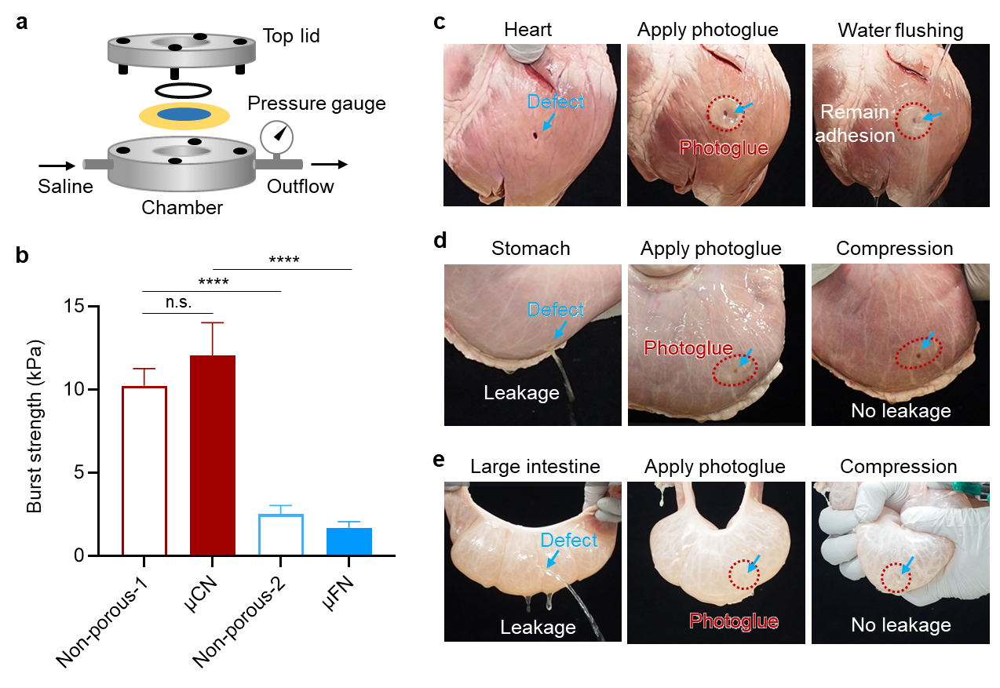 a
Top lid
Pressure gauge
Saline
Outflow
Chamber
b
****
****
n.s.
15
10
5
0
Burst strength (kPa)
Non-porous-1
μCN
Non-porous-2
μFN
c
Heart
Apply photoglue
Water flushing
Defect
Photoglue
Remain
adhesion
d
Stomach
Apply photoglue
Compression
Defect
Leakage
Photoglue
No leakage
e
Large intestine
Apply photoglue
Compression
Defect
Leakage
Photoglue
No leakage